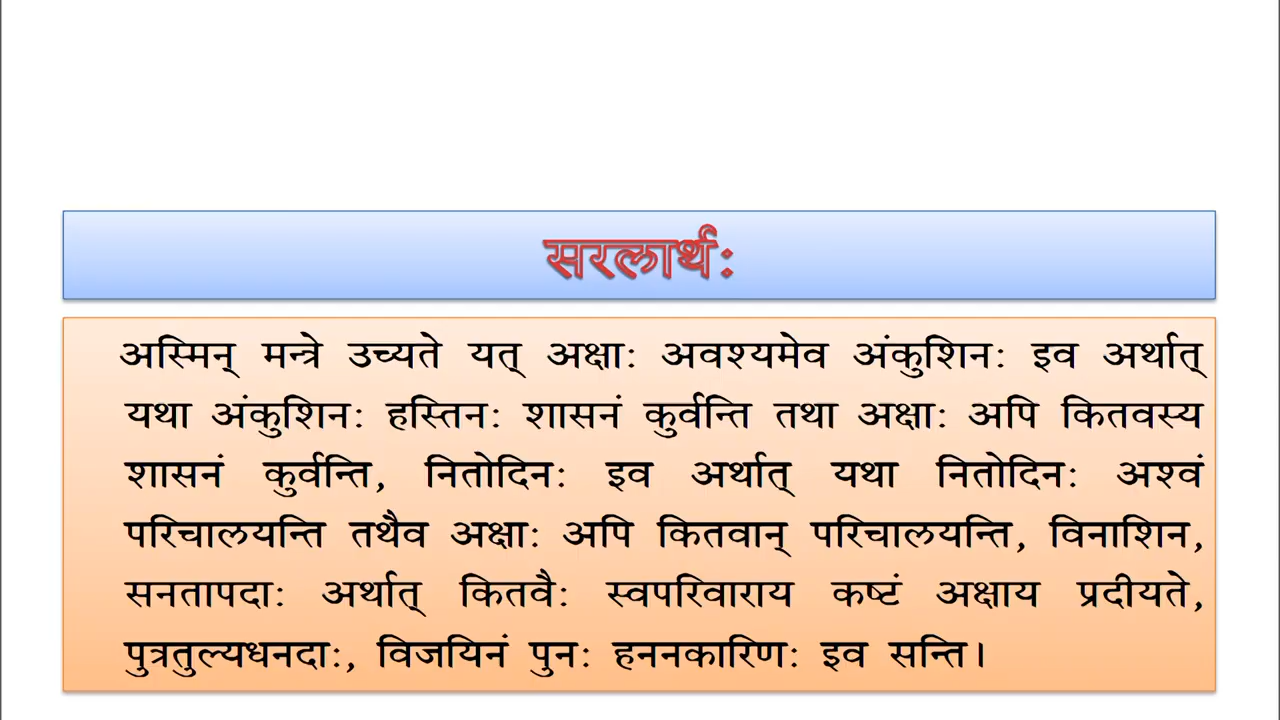 सरलार्थः
अस्मिन् मन्त्रे उच्यते यत् अक्षाः अवश्यमेव अंकुशिनः इव अर्थात्
यथा अंकुशिनः हस्तिनः शासनं कुर्वन्ति तथा अक्षाः अपि कितवस्य
शासनं कुर्वन्ति, नितोदिनः इव अर्थात् यथा नितोदिनः अश्वं
परिचालयन्ति तथैव अक्षाः अपि कितवान् परिचालयन्ति, विनाशिन,
सनतापदाः अर्थात् कितवैः स्वपरिवाराय कष्टं अक्षाय प्रदीयते,
पुत्रतुल्यधनदाः, विजयिनं पुनः हननकारिणः इव सन्ति।